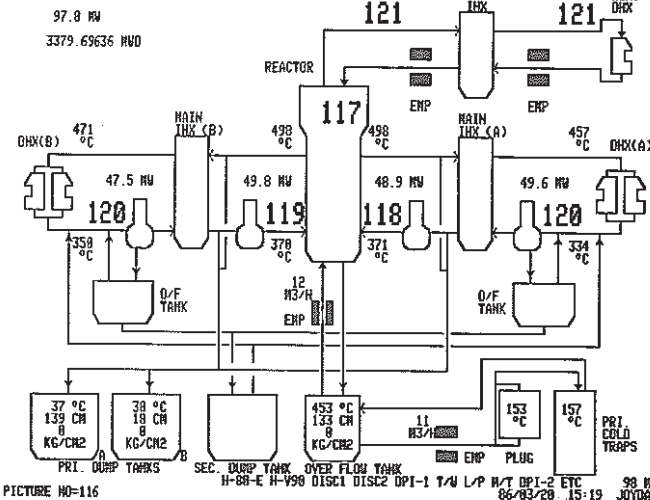 97.8 MW
3379.69636 MWD
121
IHX
121
DHX
REACTOR
EMP
EMP
117
471 °C
MAIN IHX (B)
498 °C
498 °C
MAIN IHX (A)
457 °C
DHX(B)
DHX(A)
47.5 MW
49.8 MW
48.9 MW
49.6 MW
120
119
118
120
350 °C
370 °C
371 °C
334 °C
O/F TANK
12 M3/H
EMP
O/F TANK
37 °C
139 CM
0
KG/CM2
A
38 °C
18 CM
0
KG/CM2
B
453 °C
133 CM
0
KG/CM2
11 M3/H
EMP
153 °C
157 °C
PRI. COLD TRAPS
PRI. DUMP TANKS
SEC. DUMP TANK
OVER FLOW TANK
PLUG
H-88-E H-V90 DISC1 DISC2 OPI-1 T/W L/P M/T OPI-2 ETC
98 M
PICTURE NO=116
86/03/20 15:19
JOYO